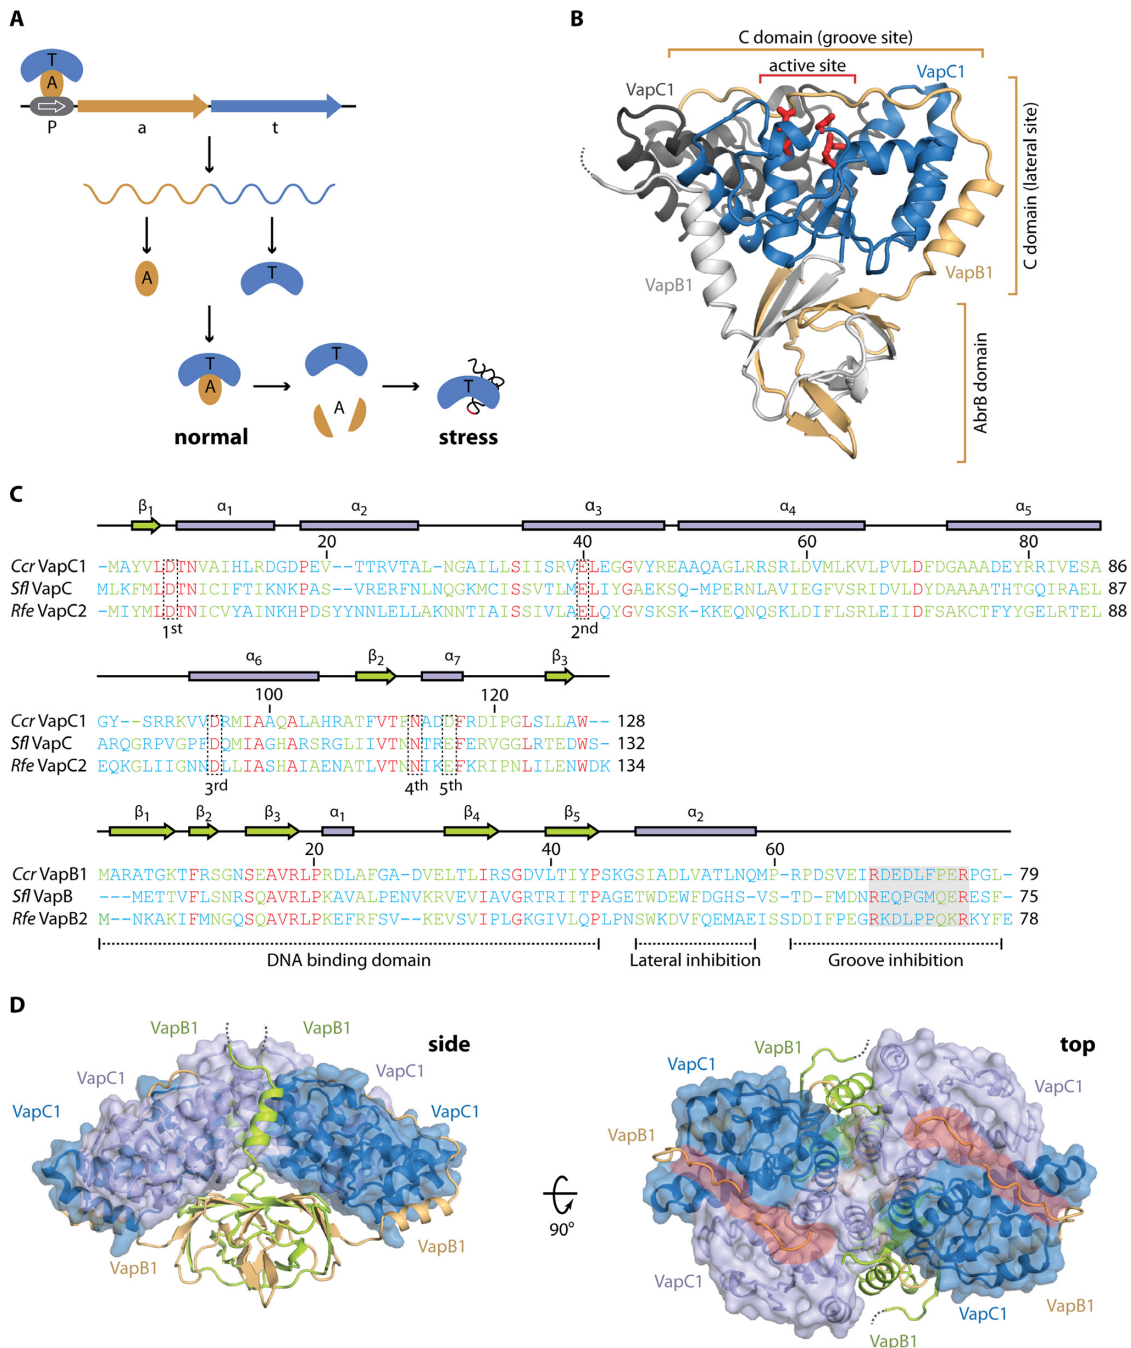 A
T
A
P
a
t
A
T
T
A
T
A
T
normal
stress
B
C domain (groove site)
active site
VapC1
VapC1
C domain (lateral site)
VapB1
VapB1
AbrB domain
C
β1 α1 α2 α3 α4 α5
20 40 60 80
Ccr VapC1 -MAYVLDTNVAIHLRDGDPEV--TTRVTAL-NGAILLSIISRVELEGGVYREAAQAGLRRSRLDVMLKVLPVLDFDGAAADEYRRIVESA 86
Sfl VapC MLKFMLDTNICIFTIKNKPAS--VRERFNLNQGKMCISSVTLMELIYGAEKSQ-MPERNLAVIEGFVSRIDVLDYDAAAATHTGQIRAEL 87
Rfe VapC2 -MIYMLDTNICVYAINKHPDSYYNNLELLAKNNTIAISSIVLAELQYGVSKSK-KKEQNQSKLDIFLSRLEIIDFSAKCTFYYGELRTEL 88
1st 2nd
α6 β2 α7 β3
100 120
Ccr VapC1 GY--SRRKVVDRMIAAQALAHRATFVTFNADDFRDIPGLSLLAW-- 128
Sfl VapC ARQGRPVGPFDQMIAGHARSRGLIIVTNNTREFERVGGLRTEDWS- 132
Rfe VapC2 EQKGLIIGNNDLLIASHAIAENATLVTNNIKEFKRIPNLILENWDK 134
3rd 4th 5th
β1 β2 β3 α1 β4 β5 α2
20 40 60
Ccr VapB1 MARATGKTFRSGNSEAVRLPRDLAFGA-DVELTLIRSGDVLTIYPSKGSIADLVATLNQMP-RPDSVEIRDEDLFPERPGL- 79
Sfl VapB ---METTVFLSNRSQAVRLPKAVALPENVKRVEVIAVGRTRIITPAGETWDEWFDGHS-VS--TD-FMDNREQPGMQERESF- 75
Rfe VapB2 M--NKAKIFMNGQSQAVRLPKEFRFSV--KEVSVIPLGKGIVLQPLPNSWKDVFQEMAEISSDDIFPEGRKDLPPQKRKYFE- 78
DNA binding domain Lateral inhibition Groove inhibition
D
VapB1
VapB1
side
VapC1
VapC1
VapC1
VapC1
VapB1
VapB1
90°
top
VapB1
VapC1
VapC1
VapB1
VapC1
VapC1
VapB1
VapB1